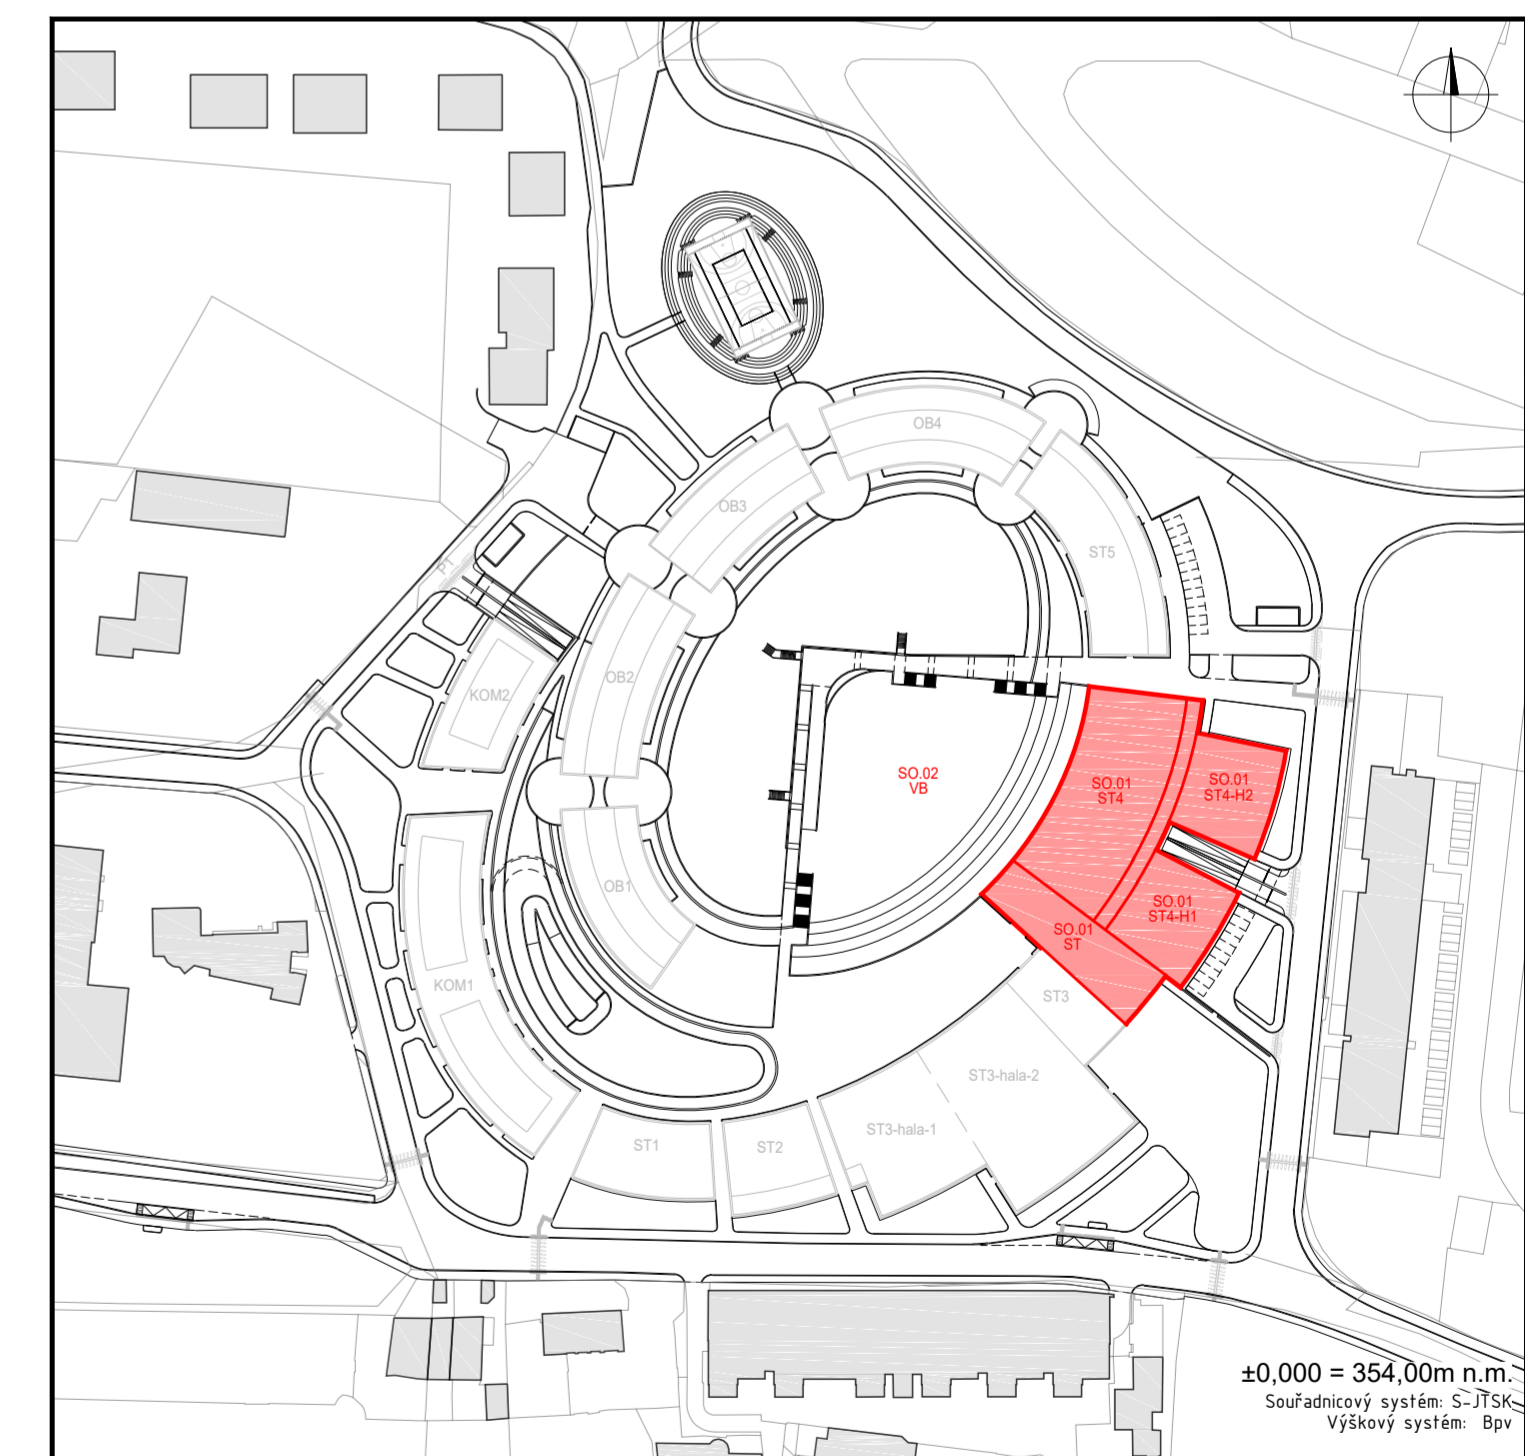 OB4
OB3
ST5
P1
OB2
KOM2
SO.02
VB
SO.01
ST4
SO.01
ST4-H2
OB1
SO.01
ST4-H1
SO.01
ST
KOM1
ST3
ST3-hala-2
ST3-hala-1
ST1
ST2
±0,000 = 354,00m n.m.
Souřadnicový systém: S-JTSK
Výškový systém: Bpv